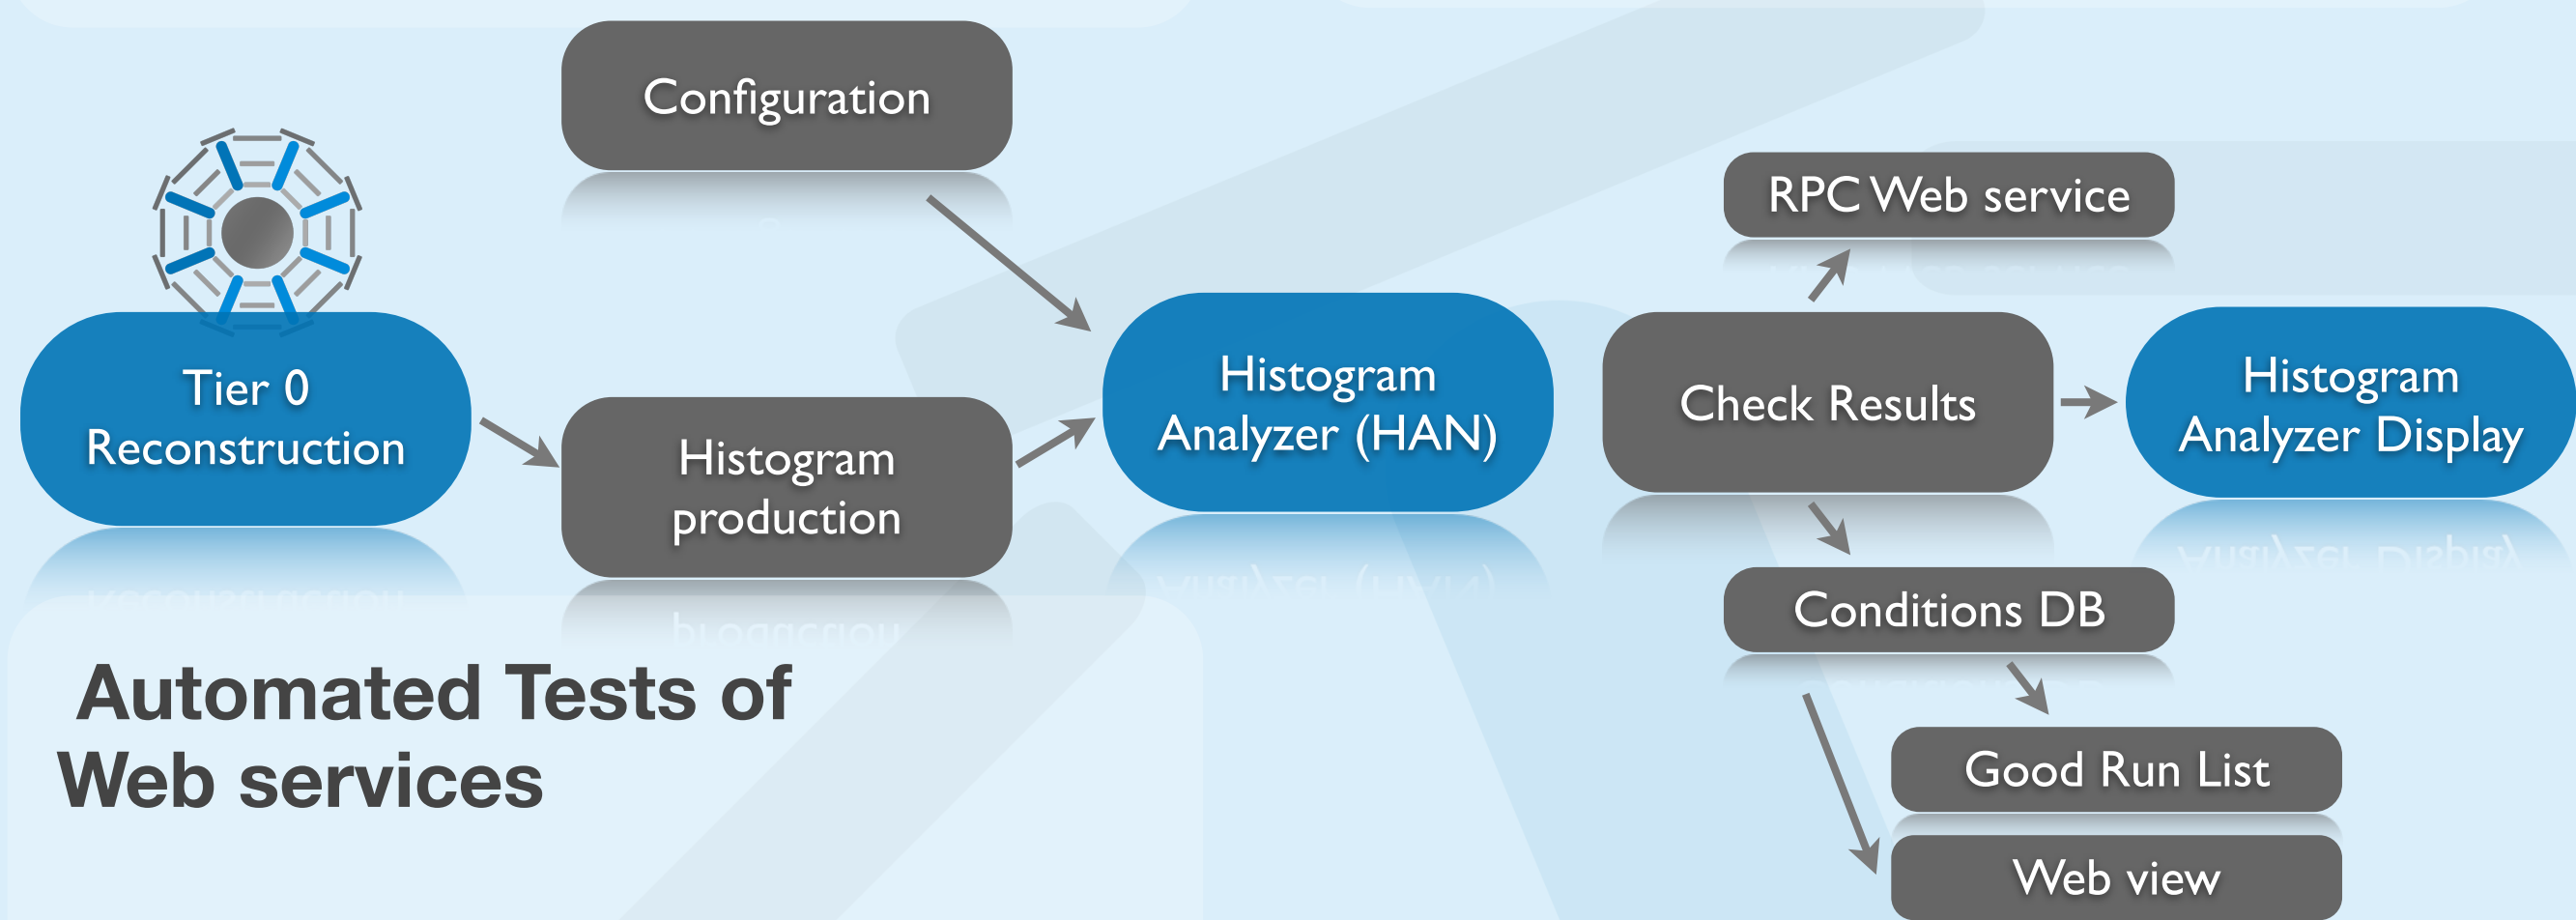 Configuration
RPC Web service
Tier 0
Reconstruction
Histogram
production
Histogram
Analyzer (HAN)
Check Results
Histogram
Analyzer Display
Conditions DB
Good Run List
Web view
Automated Tests of
Web services